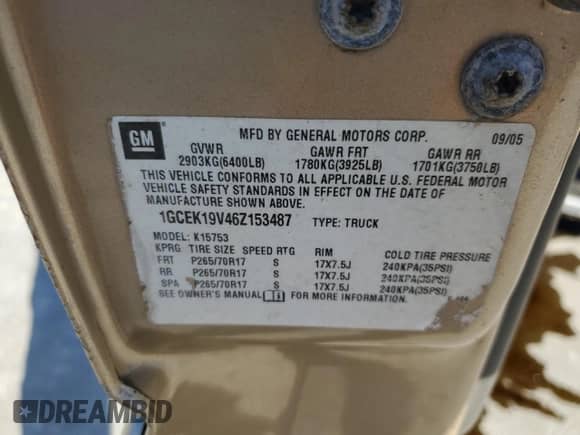 GM
MFD BY GENERAL MOTORS CORP. 09/05
GVWR GAWR FRT GAWR RR
2903KG(6400LB) 1780KG(3925LB) 1701KG(3750LB)
THIS VEHICLE CONFORMS TO ALL APPLICABLE U.S. FEDERAL MOTOR
VEHICLE SAFETY STANDARDS IN EFFECT ON THE DATE OF
MANUFACTURE SHOWN ABOVE.
1GCEK19V46Z153487 TYPE: TRUCK
MODEL: K15753
KPRG TIRE SIZE SPEED RTG RIM COLD TIRE PRESSURE
FRT P265/70R17 S 17X7.5J 240KPA(35PSI)
RR P265/70R17 S 17X7.5J 240KPA(35PSI)
SPA P265/70R17 S 17X7.5J 240KPA(35PSI)
SEE OWNER'S MANUAL FOR MORE INFORMATION.
DREAMBID